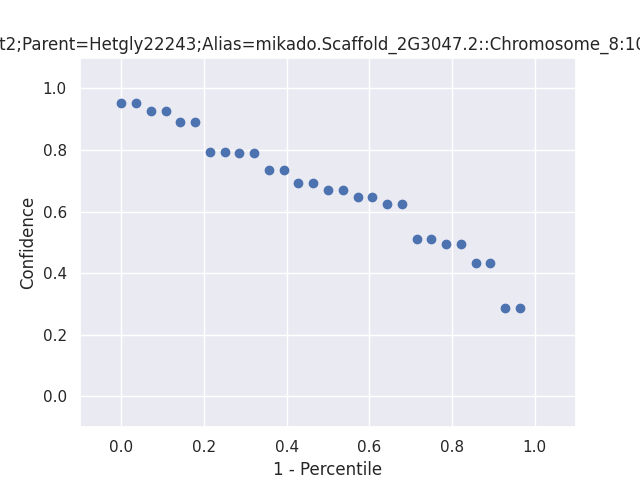 t2;Parent=Hetgly22243;Alias=mikado.Scaffold_2G3047.2::Chromosome_8:10
1.0
0.8
0.6
0.4
0.2
0.0
Confidence
0.0 0.2 0.4 0.6 0.8 1.0
1 - Percentile